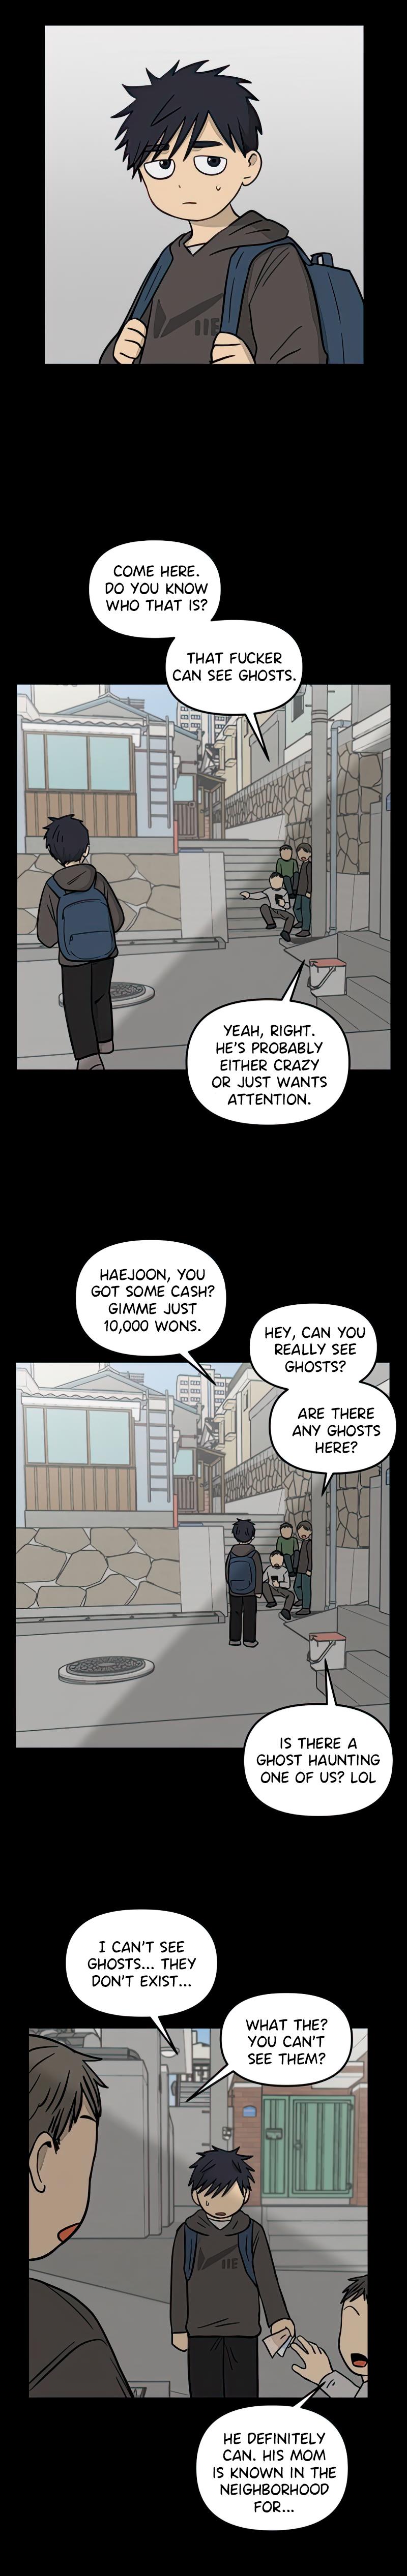 IIE
COME HERE.
DO YOU KNOW
WHO THAT IS?
THAT FUCKER
CAN SEE GHOSTS.
YEAH, RIGHT.
HE'S PROBABLY
EITHER CRAZY
OR JUST WANTS
ATTENTION.
HAEJOON, YOU
GOT SOME CASH?
GIMME JUST
10,000 WONS.
HEY, CAN YOU
REALLY SEE
GHOSTS?
ARE THERE
ANY GHOSTS
HERE?
IS THERE A
GHOST HAUNTING
ONE OF US? LOL
I CAN'T SEE
GHOSTS... THEY
DON'T EXIST...
WHAT THE?
YOU CAN'T
SEE THEM?
IIE
HE DEFINITELY
CAN. HIS MOM
IS KNOWN IN THE
NEIGHBORHOOD
FOR...